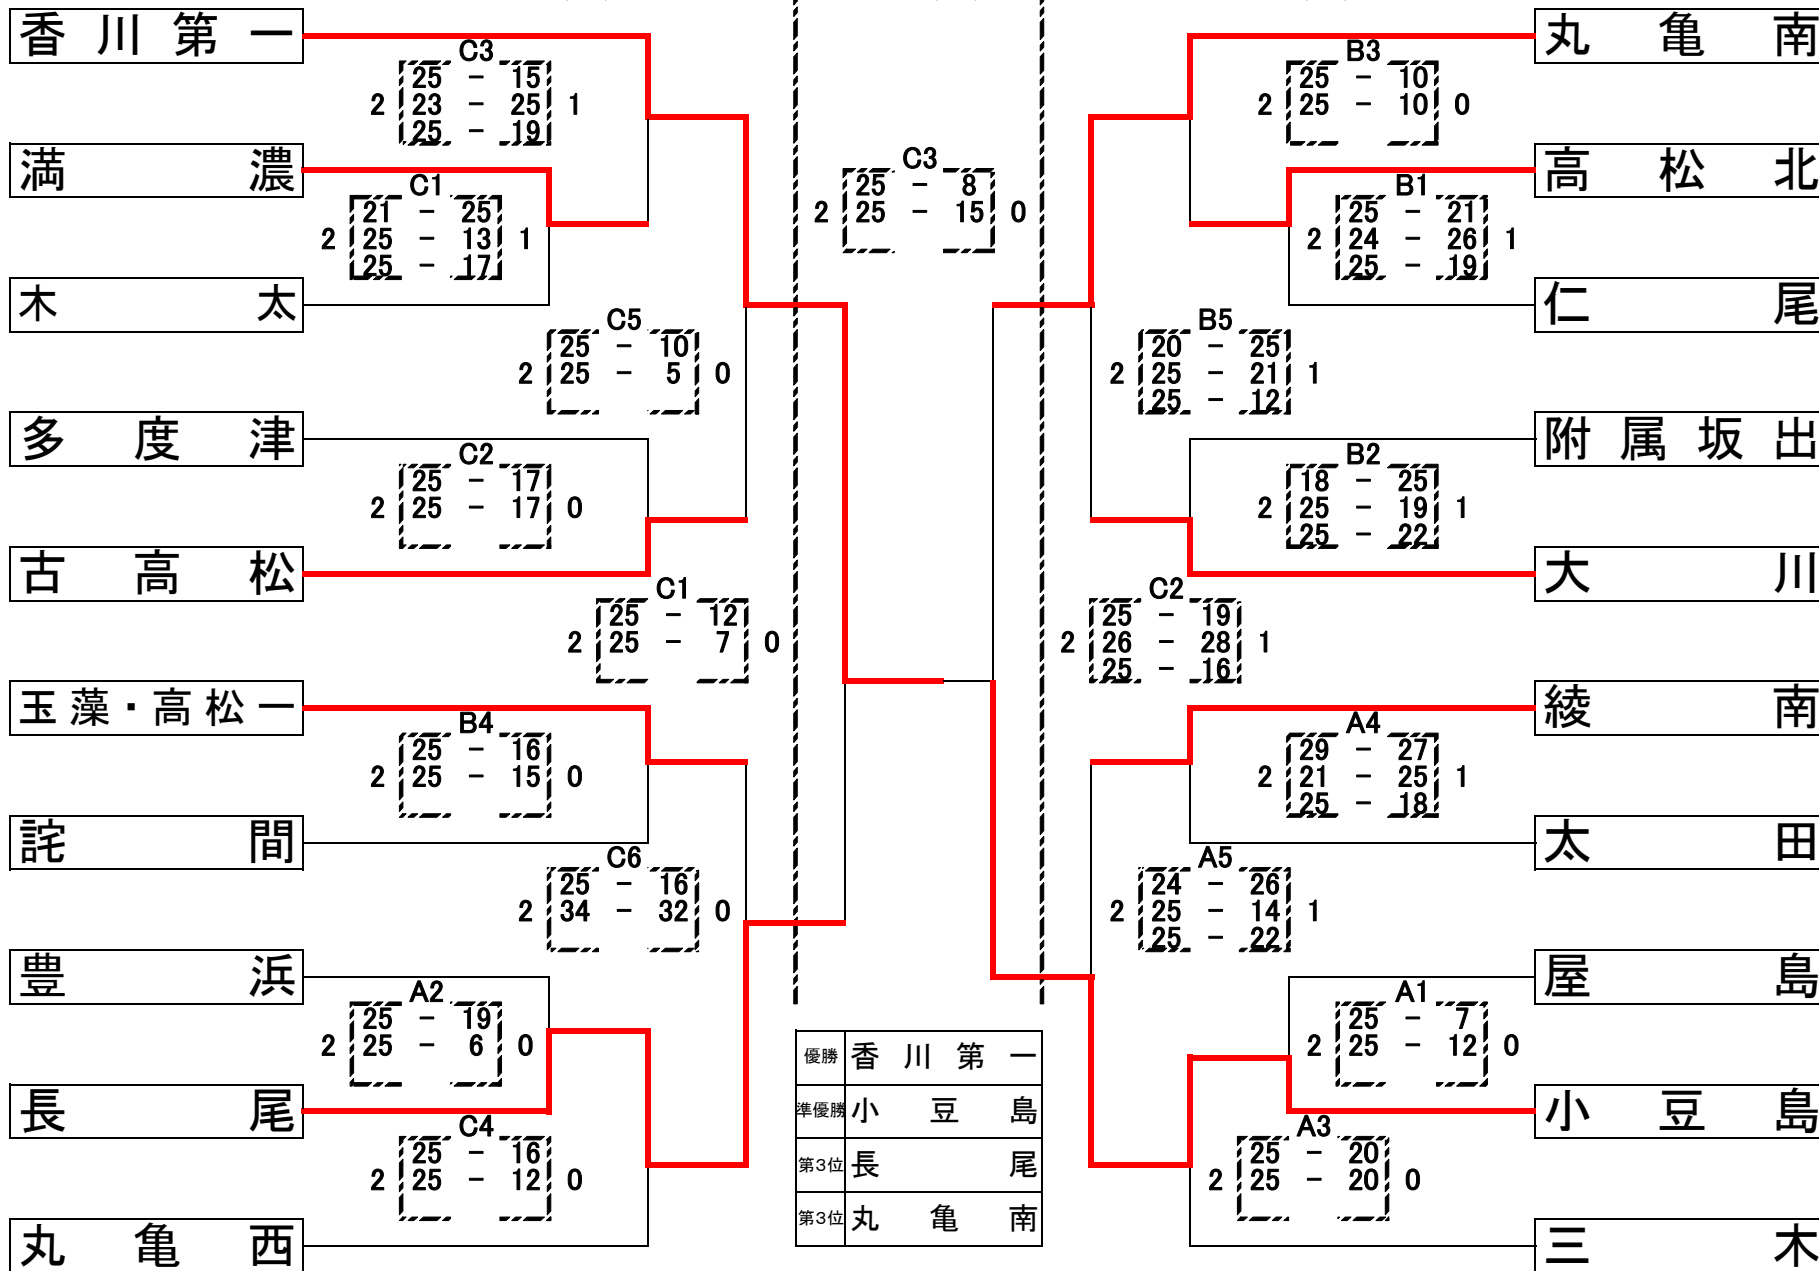 香川第一
C3
25 - 15
2 23 - 25 1
25 - 19
満濃
C1
21 - 25
2 25 - 13 1
25 - 17
木太
C5
25 - 10
2 25 - 5 0
多度津
C2
25 - 17
2 25 - 17 0
古高松
C1
25 - 12
2 25 - 7 0
玉藻・高松一
B4
25 - 16
2 25 - 15 0
詫間
C6
25 - 16
2 34 - 32 0
豊浜
A2
25 - 19
2 25 - 6 0
長尾
C4
25 - 16
2 25 - 12 0
丸亀西
C3
25 - 8
2 25 - 15 0
優勝 香川第一
準優勝 小豆島
第3位 長尾
第3位 丸亀南
丸亀南
B3
25 - 10
2 25 - 10 0
高松北
B1
25 - 21
2 24 - 26 1
25 - 19
仁尾
B5
20 - 25
2 25 - 21 1
25 - 12
附属坂出
B2
18 - 25
2 25 - 19 1
25 - 22
大川
C2
25 - 19
2 26 - 28 1
25 - 16
綾南
A4
29 - 27
2 21 - 25 1
25 - 18
太田
A5
24 - 26
2 25 - 14 1
25 - 22
屋島
A1
25 - 7
2 25 - 12 0
小豆島
A3
25 - 20
2 25 - 20 0
三木